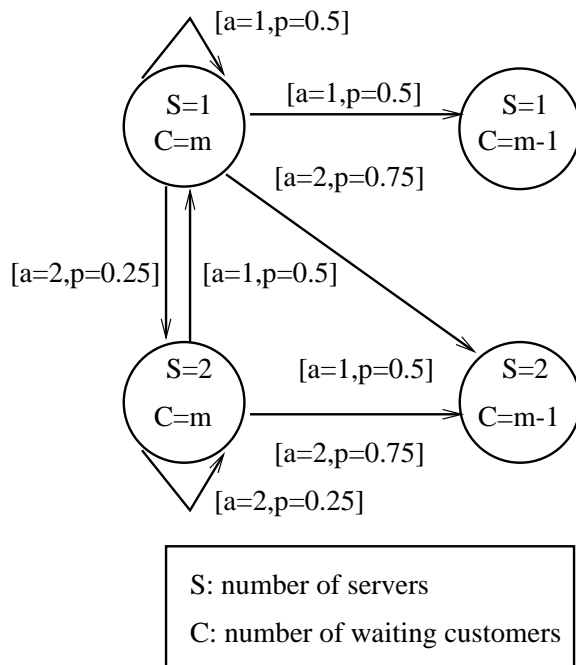 [a=1,p=0.5]
S=1
C=m
[a=1,p=0.5]
S=1
C=m-1
[a=2,p=0.75]
[a=2,p=0.25]
[a=1,p=0.5]
S=2
C=m
[a=1,p=0.5]
S=2
C=m-1
[a=2,p=0.75]
[a=2,p=0.25]
S: number of servers
C: number of waiting customers